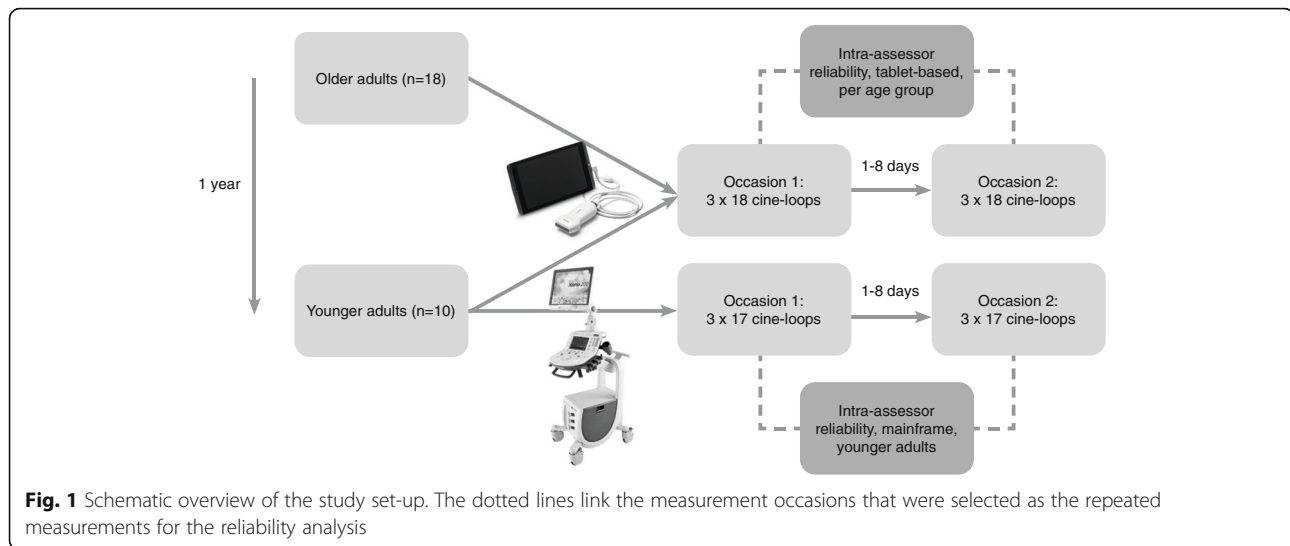 Older adults (n=18)
Intra-assessor
reliability, tablet-based,
per age group
1 year
Occasion 1:
3 x 18 cine-loops
1-8 days
Occasion 2:
3 x 18 cine-loops
Younger adults (n=10)
Occasion 1:
3 x 17 cine-loops
1-8 days
Occasion 2:
3 x 17 cine-loops
Intra-assessor
reliability, mainframe,
younger adults
Fig. 1 Schematic overview of the study set-up. The dotted lines link the measurement occasions that were selected as the repeated
measurements for the reliability analysis